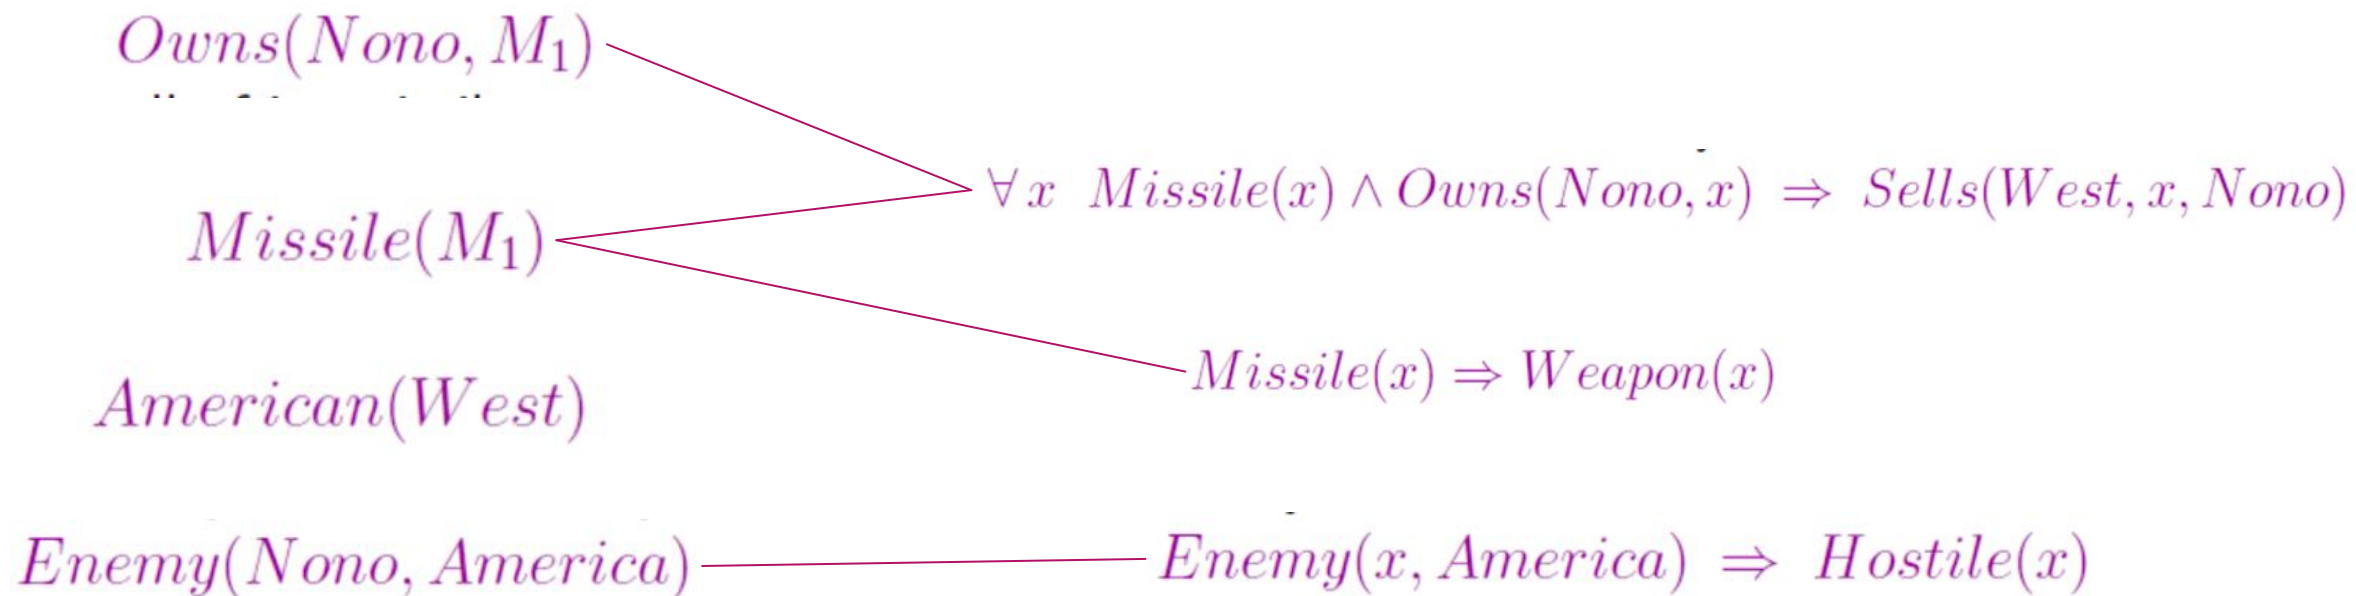 Owns(Nono, M₁)
∀ x Missile(x) ∧ Owns(Nono, x) ⇒ Sells(West, x, Nono)
Missile(M₁)
Missile(x) ⇒ Weapon(x)
American(West)
Enemy(Nono, America)
Enemy(x, America) ⇒ Hostile(x)